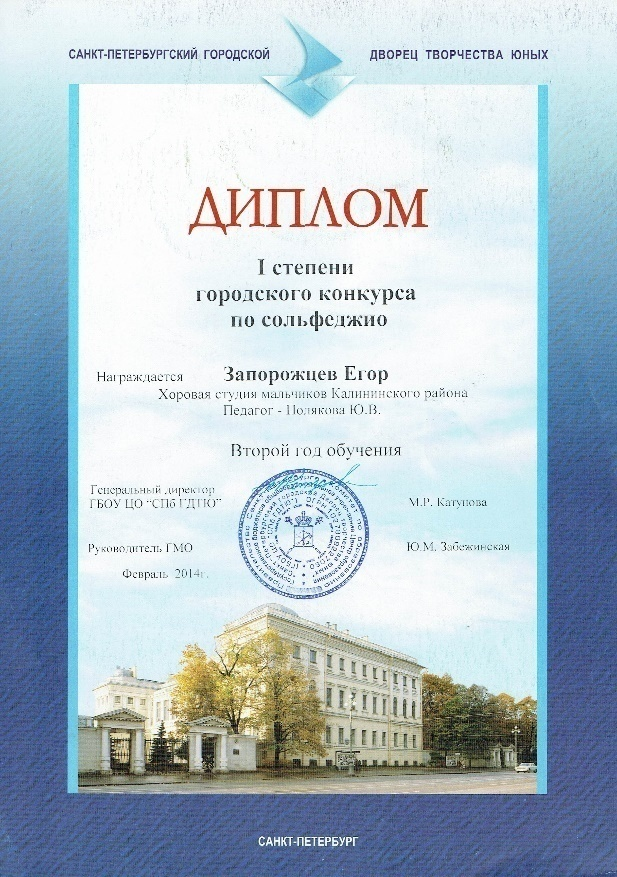 САНКТ-ПЕТЕРБУРГСКИЙ ГОРОДСКОЙ ДВОРЕЦ ТВОРЧЕСТВА ЮНЫХ
ДИПЛОМ
I степени
городского конкурса
по сольфеджио
Награждается Запорожцев Егор
Хоровая студия мальчиков Калининского района
Педагог - Полякова Ю.В.
Второй год обучения
Генеральный директор
ГБОУ ЦО “СПб ГДТЮ” М.Р. Катунова
Руководитель ГМО Ю.М. Забежинская
Февраль 2014г.
САНКТ-ПЕТЕРБУРГ